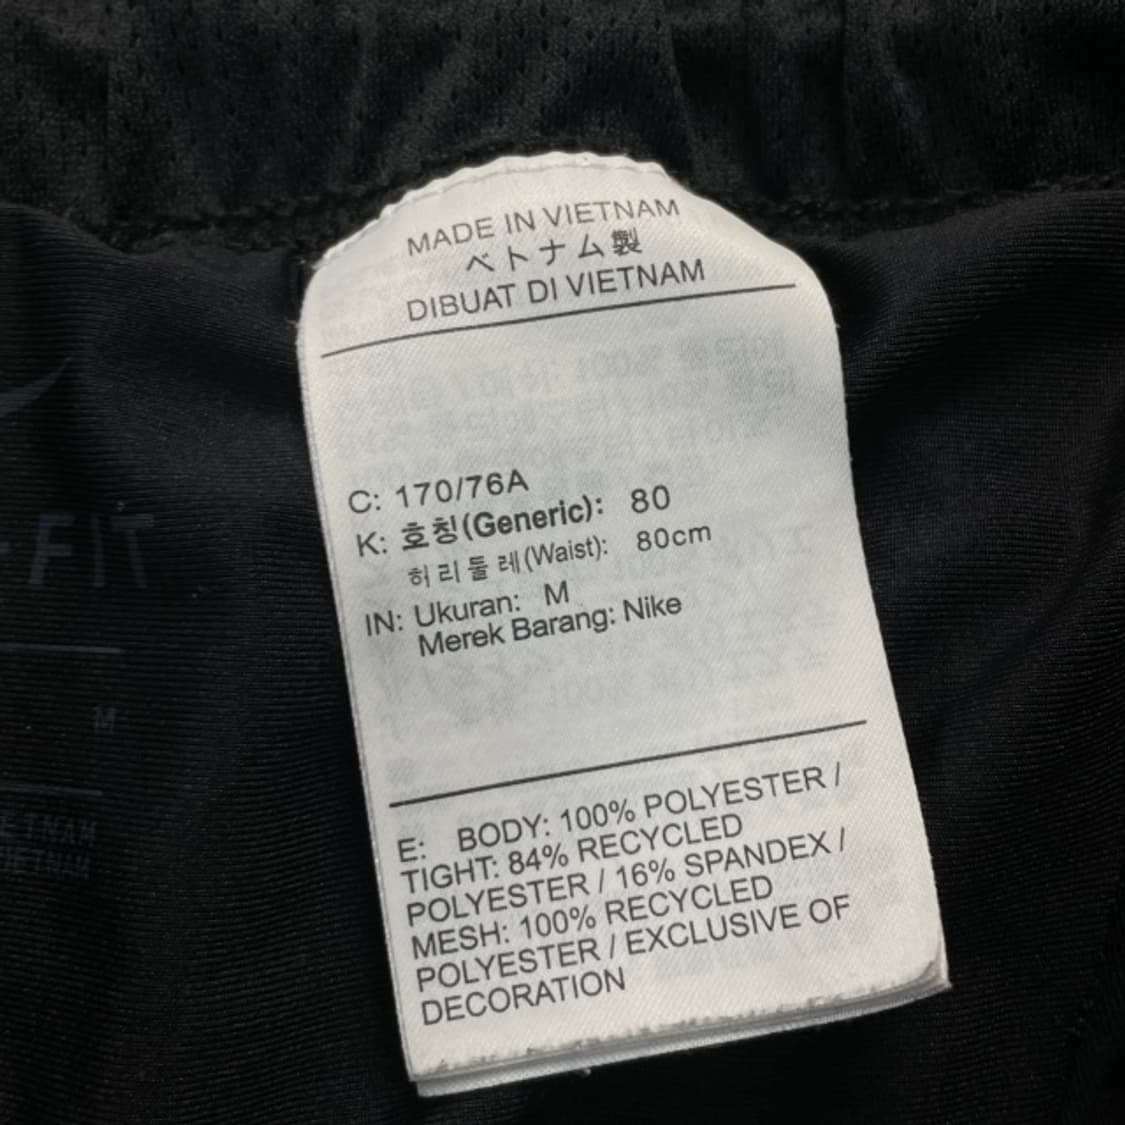 MADE IN VIETNAM
ベトナム製
DIBUAT DI VIETNAM
C: 170/76A
K: 호칭(Generic): 80
허리둘레(Waist): 80cm
IN: Ukuran: M
Merek Barang: Nike
E: BODY: 100% POLYESTER /
TIGHT: 84% RECYCLED
POLYESTER / 16% SPANDEX /
MESH: 100% RECYCLED
POLYESTER / EXCLUSIVE OF
DECORATION
FIT
M
VIETNAM